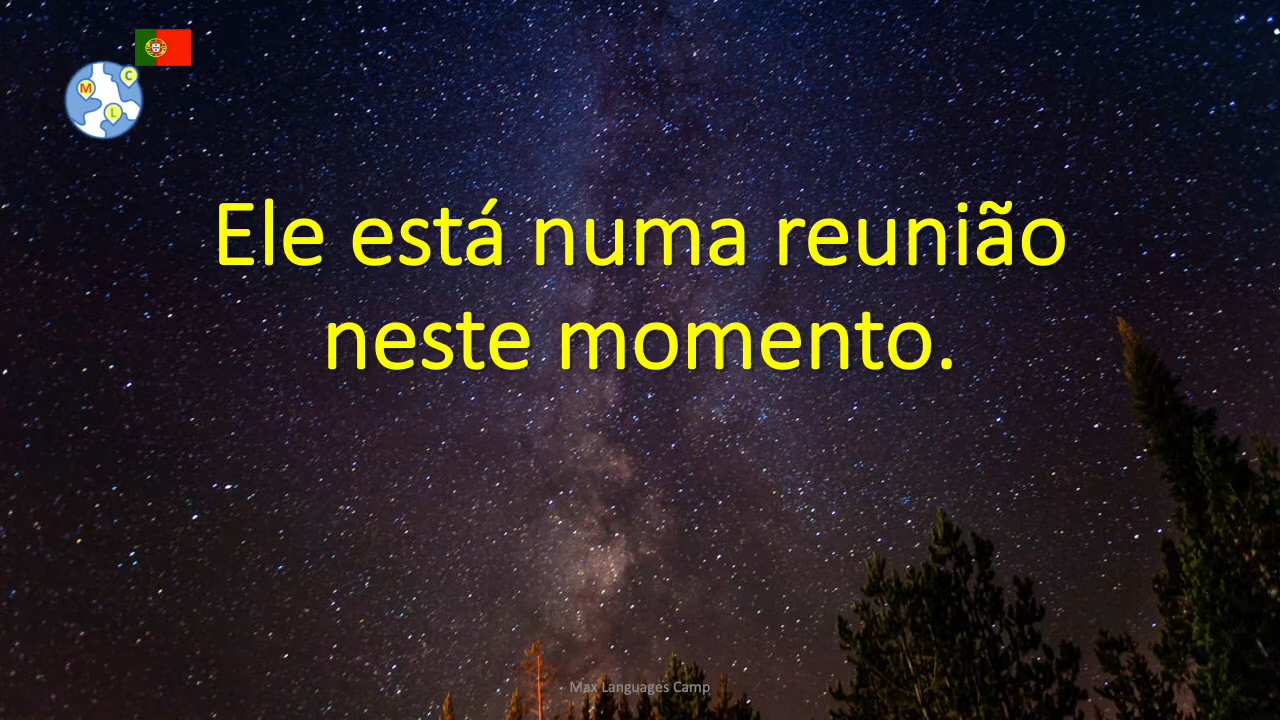 M
C
L
Ele está numa reunião
neste momento.
Max Languages Camp